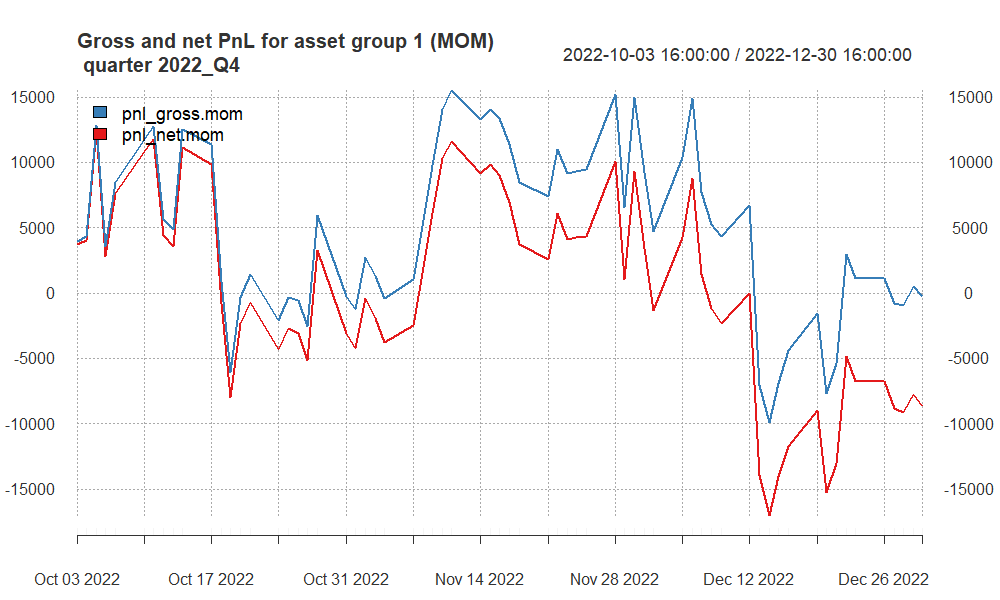 Gross and net PnL for asset group 1 (MOM)
quarter 2022_Q4
2022-10-03 16:00:00 / 2022-12-30 16:00:00
pnl_gross.mom
pnl_net.mom
15000
10000
5000
0
-5000
-10000
-15000
15000
10000
5000
0
-5000
-10000
-15000
Oct 03 2022
Oct 17 2022
Oct 31 2022
Nov 14 2022
Nov 28 2022
Dec 12 2022
Dec 26 2022